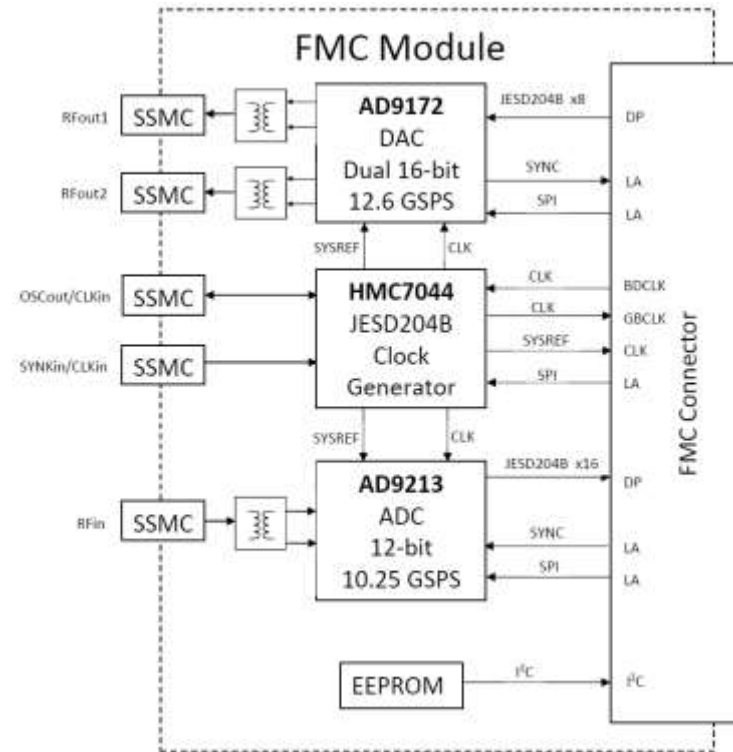 FMC Module
RFout1
SSMC
AD9172
DAC
Dual 16-bit
12.6 GSPS
JESD204B x8
DP
RFout2
SSMC
SYNC
LA
SPI
LA
SYSREF
CLK
OSCout/CLKin
SSMC
HMC7044
JESD204B
Clock
Generator
CLK
BDCLK
CLK
GBCLK
SYNKin/CLKin
SSMC
SYSREF
CLK
SPI
LA
FMC Connector
SYSREF
CLK
RFin
SSMC
AD9213
ADC
12-bit
10.25 GSPS
JESD204B x16
DP
SYNC
LA
SPI
LA
EEPROM
I²C
I²C